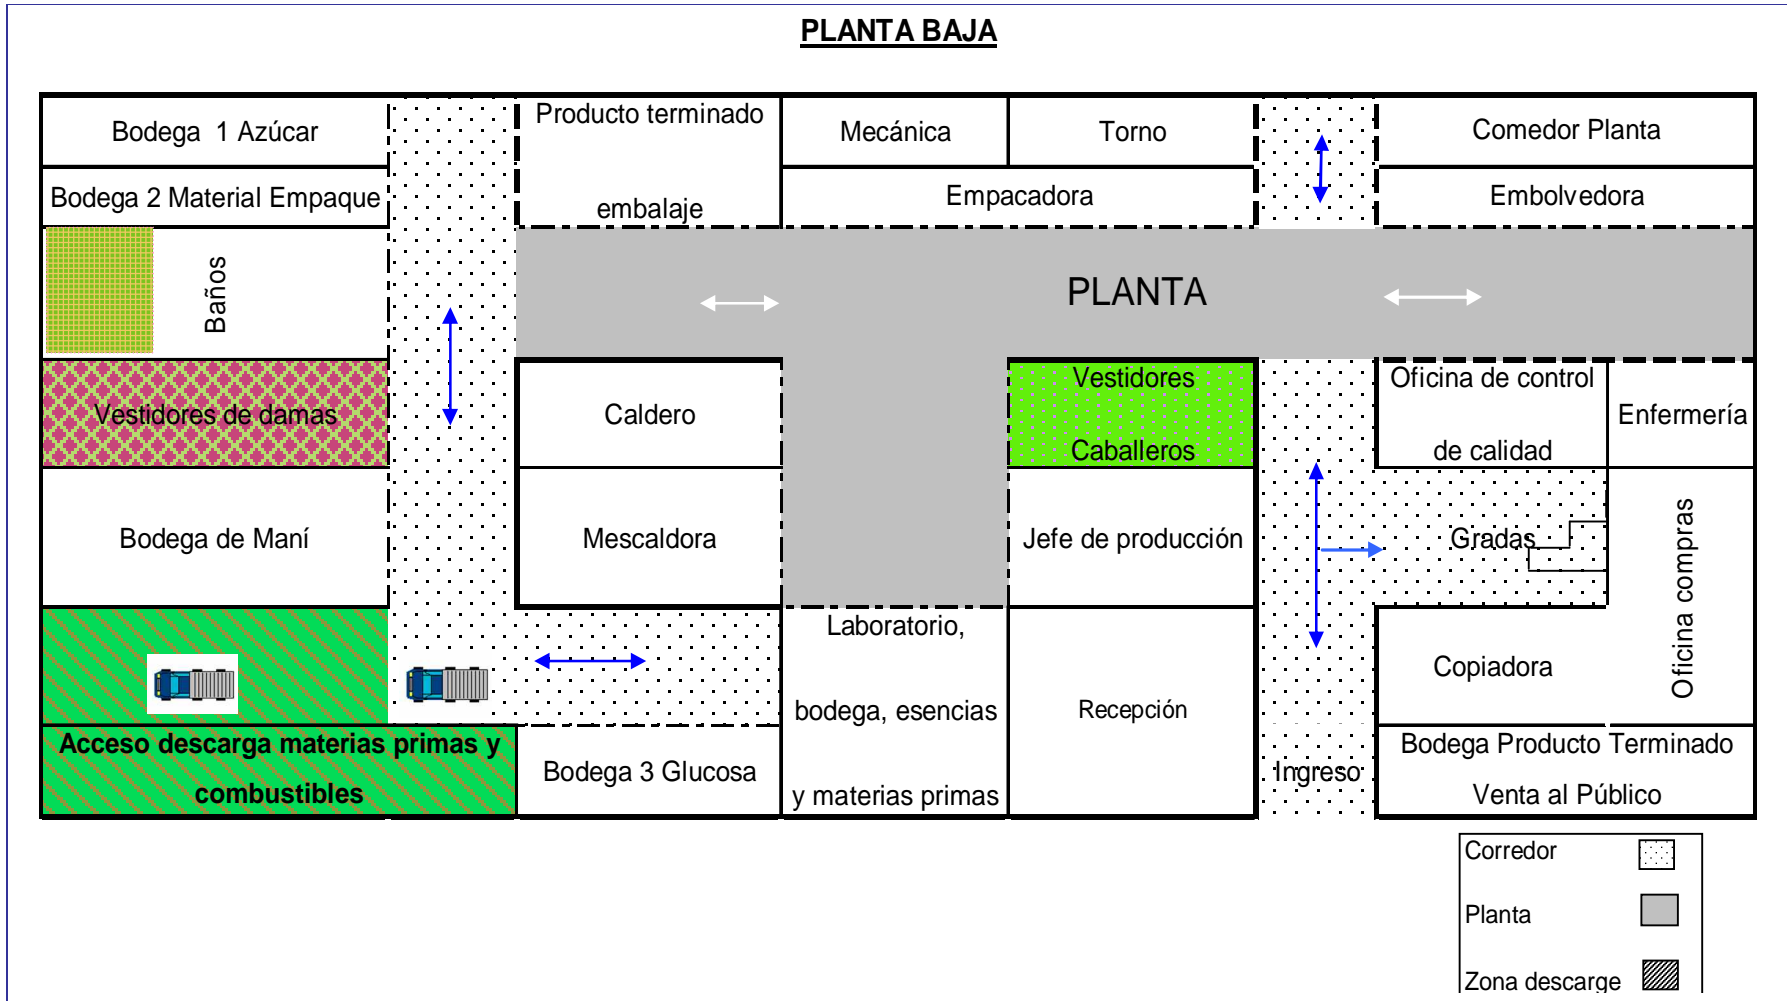 PLANTA BAJA
Bodega 1 Azúcar
Producto terminado
embalaje
Mecánica
Torno
Comedor Planta
Bodega 2 Material Empaque
Empacadora
Embolvedora
Baños
PLANTA
Vestidores de damas
Caldero
Vestidores
Caballeros
Oficina de control
de calidad
Enfermería
Bodega de Maní
Mescaldora
Jefe de producción
Gradas
Oficina compras
Laboratorio,
bodega, esencias
y materias primas
Recepción
Copiadora
Acceso descarga materias primas y
combustibles
Bodega 3 Glucosa
Ingreso
Bodega Producto Terminado
Venta al Público
Corredor
Planta
Zona descarge